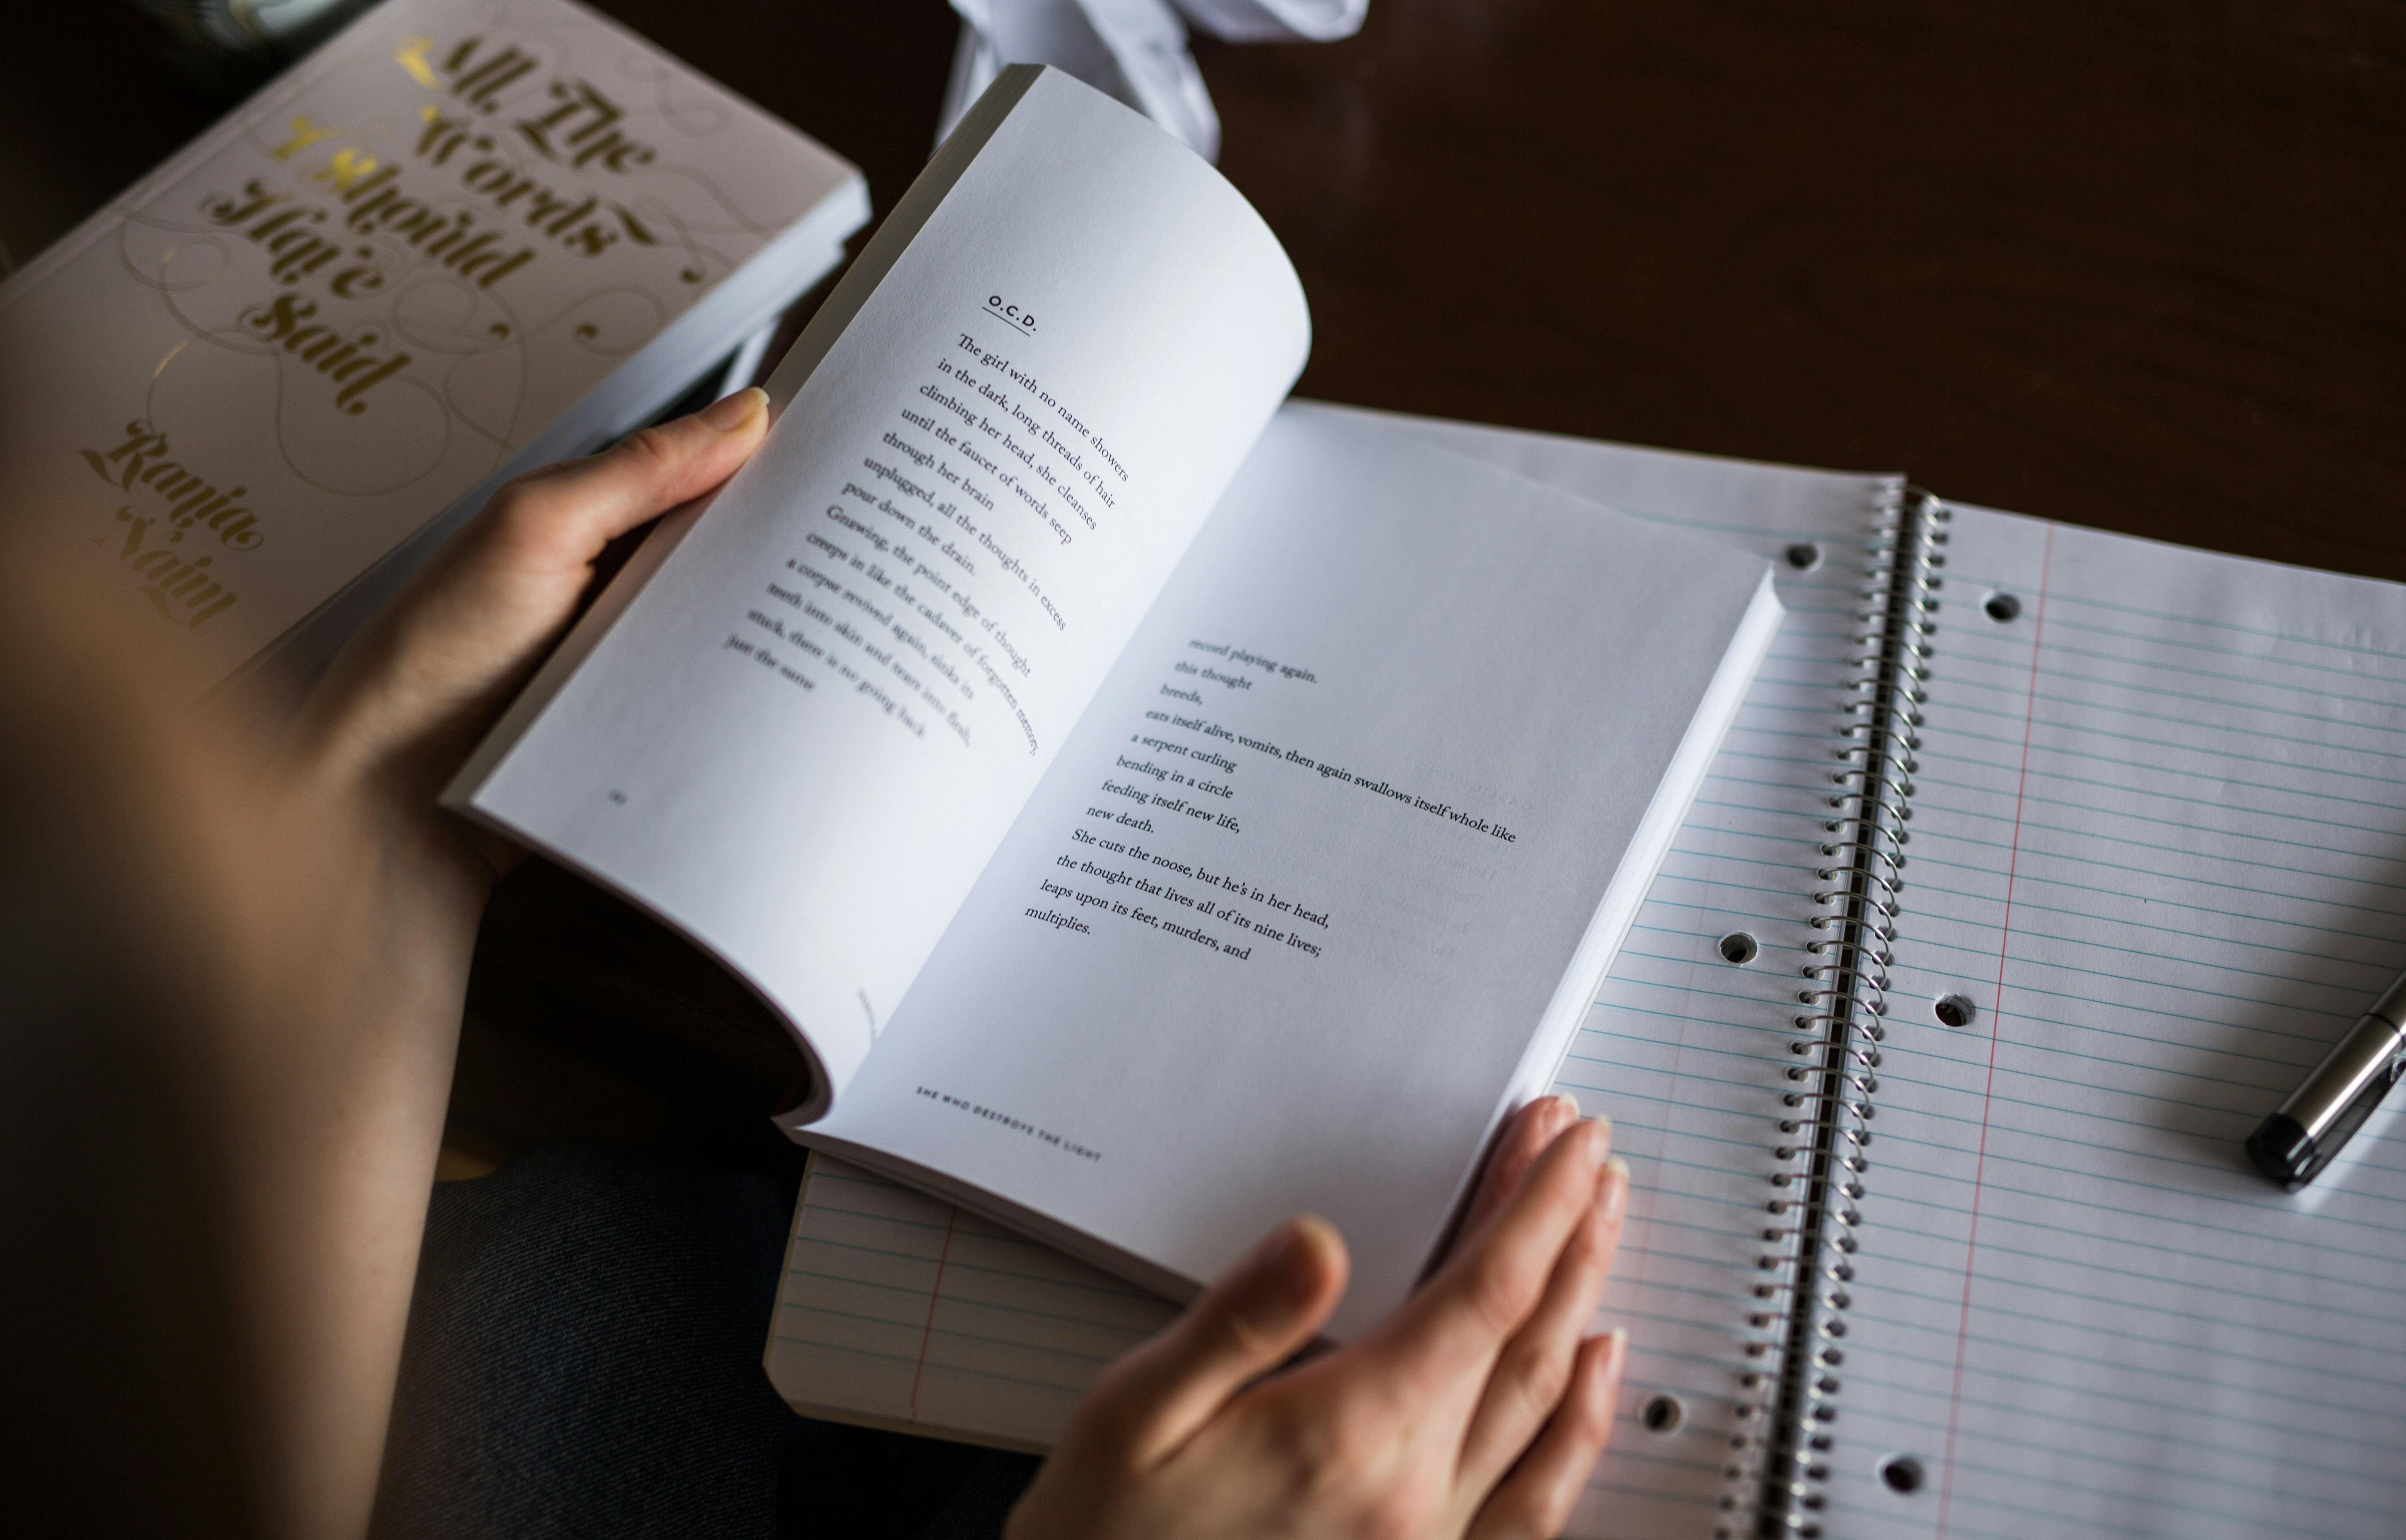 All The
Words
I Should
Have
Said
Rania
Naim
O.C.D.
The girl with no name showers
in the dark, long threads of hair
climbing her head, she cleanses
until the faucet of words seep
through her brain
unplugged, all the thoughts in excess
pour down the drain.
Gnawing, the point edge of thought
creeps in like the cadaver of forgotten memory,
a corpse revived again, sinks its
teeth into skin and tears into flesh,
stuck, there is no going back
just the same
record playing again.
this thought
breeds,
eats itself alive, vomits, then again swallows itself whole like
a serpent curling
bending in a circle
feeding itself new life,
new death.
She cuts the noose, but he's in her head,
the thought that lives all of its nine lives;
leaps upon its feet, murders, and
multiplies.
SHE WHO DESTROYS THE LIGHT